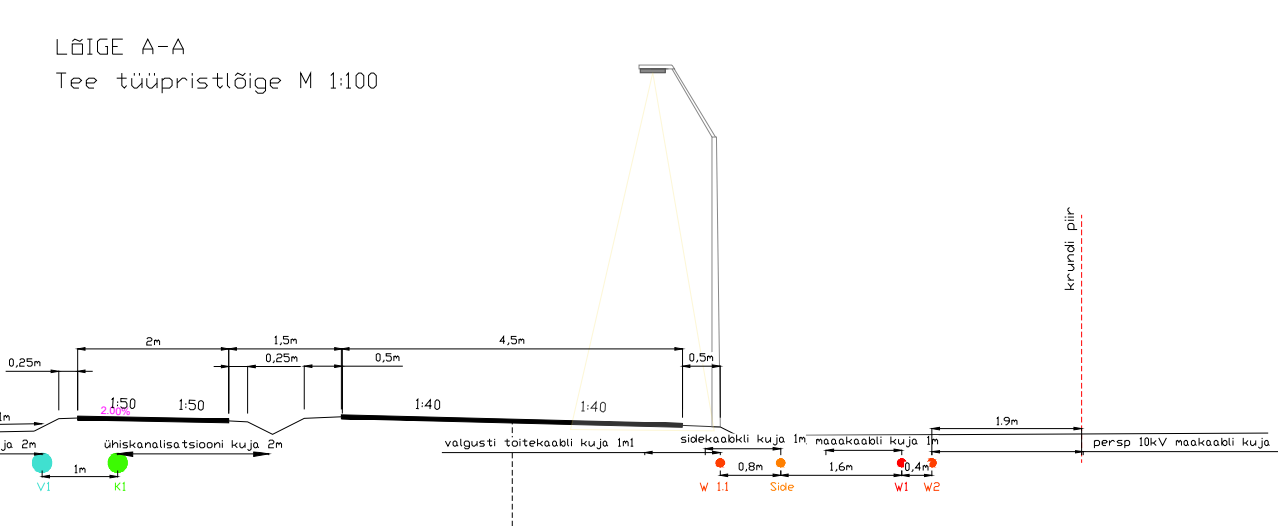 LõIGE A-A
Tee tüüpristlõige M 1:100
krundi piir
2m
1,5m
4,5m
0,25m
0,25m
0,5m
0,5m
1:50
1:50
2.00%
1:40
1:40
1m
1.9m
ja 2m
ühiskanalisatsiooni kuja 2m
valgusti toitekaabli kuja 1m1
sidekaabkli kuja 1m
maaakaabli kuja 1m
persp 10kV maakaabli kuja
1m
0,8m
1,6m
0,4m
V1
K1
W 1.1
Side
W1
W2